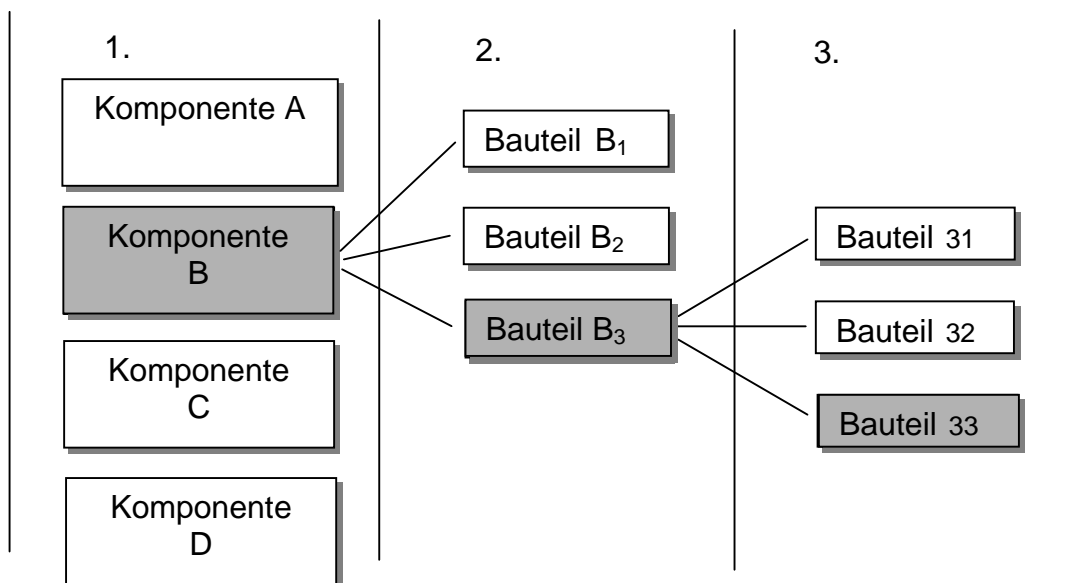 1.
Komponente A
Komponente
B
Komponente
C
Komponente
D
2.
Bauteil B₁
Bauteil B₂
Bauteil B₃
3.
Bauteil 31
Bauteil 32
Bauteil 33